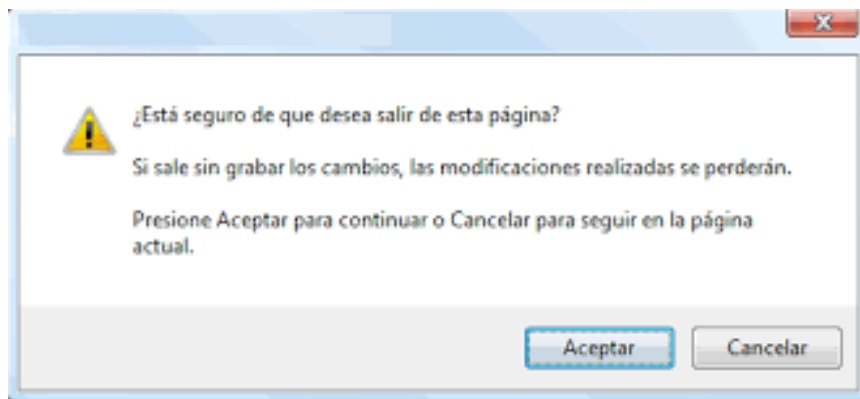 ¿Está seguro de que desea salir de esta página?
Si sale sin grabar los cambios, las modificaciones realizadas se perderán.
Presione Aceptar para continuar o Cancelar para seguir en la página
actual.
Aceptar
Cancelar